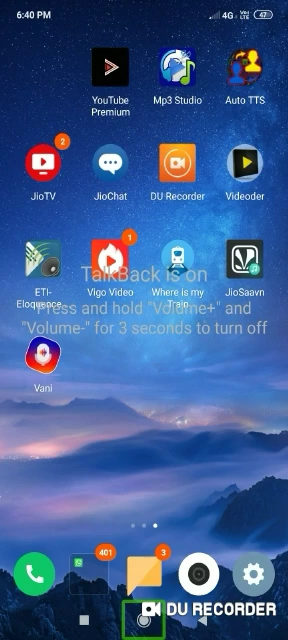 6:40 PM
4G
Vo
LTE
47
YouTube
Premium
Mp3 Studio
Auto TTS
2
JioTV
JioChat
DU Recorder
Videoder
1
ETI-
Eloquence...
Vigo Video
Where is my
Train
JioSaavn
TalkBack is on
Press and hold "Volume+" and
"Volume-" for 3 seconds to turn off
Vani
401
3
DU RECORDER